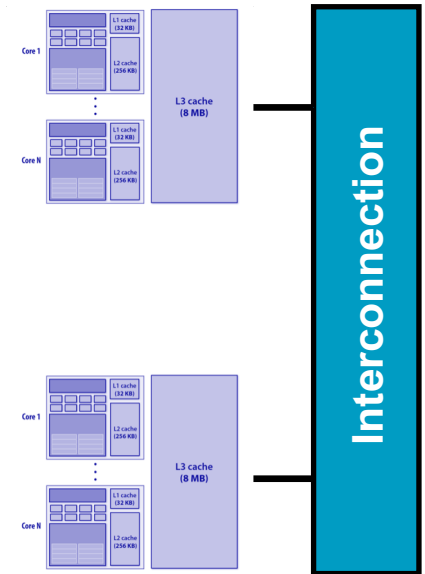 Core 1
L1 cache
(32 KB)
L2 cache
(256 KB)
Core N
L1 cache
(32 KB)
L2 cache
(256 KB)
L3 cache
(8 MB)
Interconnection
Core 1
L1 cache
(32 KB)
L2 cache
(256 KB)
Core N
L1 cache
(32 KB)
L2 cache
(256 KB)
L3 cache
(8 MB)